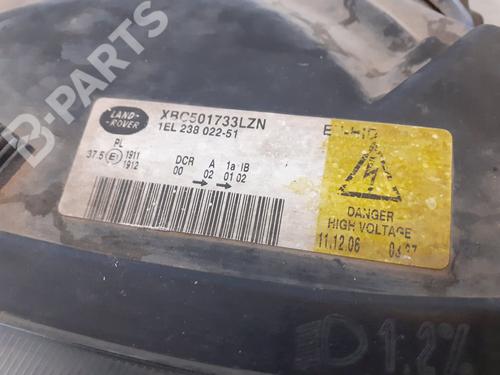 B-PARTS
LAND-
ROVER
XBC501733LZN
1EL 238 022-51
PL
37.5 E1 1911
1912
DCR A 1a IB
00 02 01 02
DANGER
HIGH VOLTAGE
11.12.06
1.2%